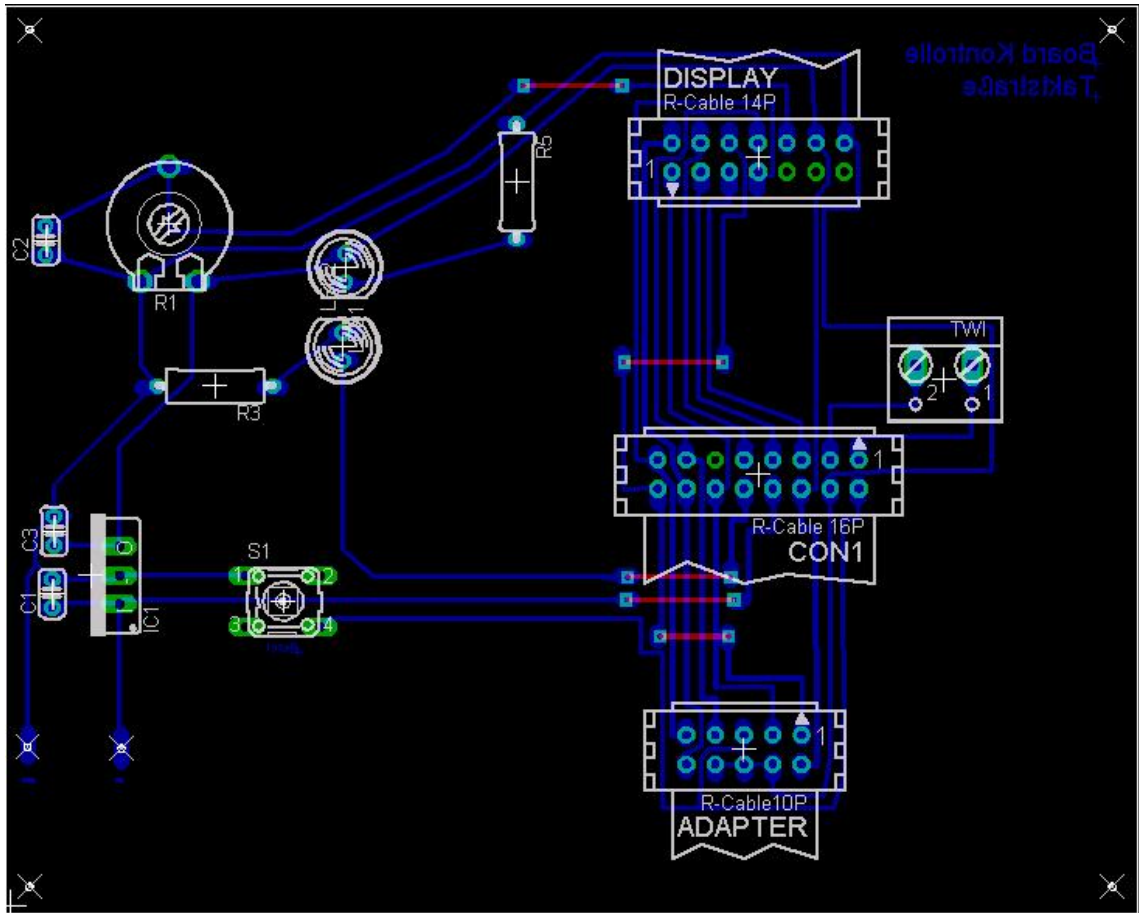 Board Kontrolle
Taktstraße
DISPLAY
R-Cable 14P
1
R5
C2
R1
TWI
2
1
R3
1
R-Cable 16P
CON1
C3
S1
1
2
C1
IC1
3
4
1
R-Cable10P
ADAPTER